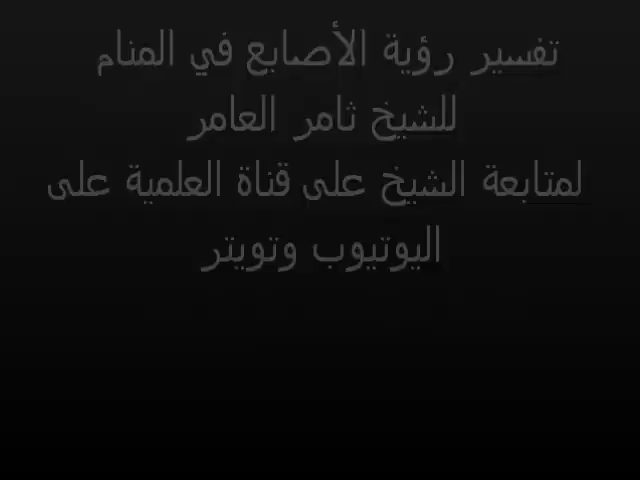 تفسير رؤية الأصابع في المنام
للشيخ ثامر العامر
لمتابعة الشيخ على قناة العلمية على
اليوتيوب وتويتر